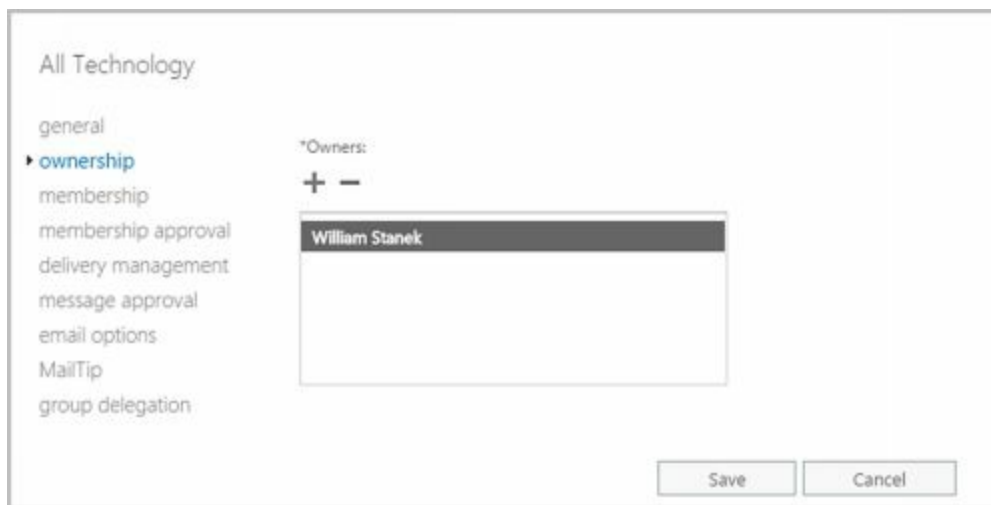 All Technology
general
ownership
membership
membership approval
delivery management
message approval
email options
MailTip
group delegation
*Owners:
William Stanek
Save
Cancel